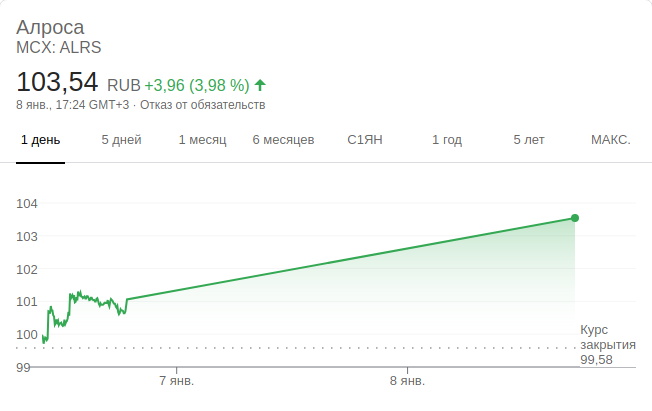 Алроса
MCX: ALRS
103,54 RUB +3,96 (3,98 %)
8 янв., 17:24 GMT+3 · Отказ от обязательств
1 день 5 дней 1 месяц 6 месяцев С1ЯН 1 год 5 лет МАКС.
104
103
102
101
100
99
Курс
закрытия
99,58
7 янв. 8 янв.